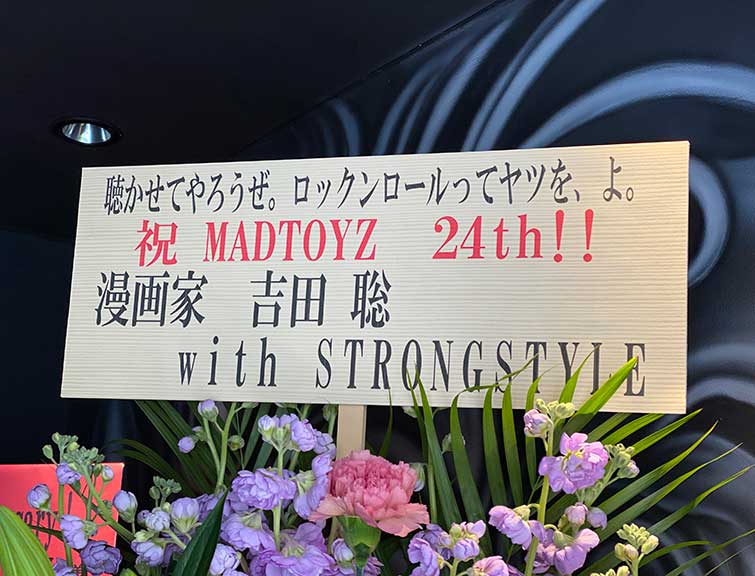 聴かせてやろうぜ。ロックンロールってヤツを、よ。
祝 MADTOYZ 24th!!
漫画家 吉田 聡
with STRONGSTYLE